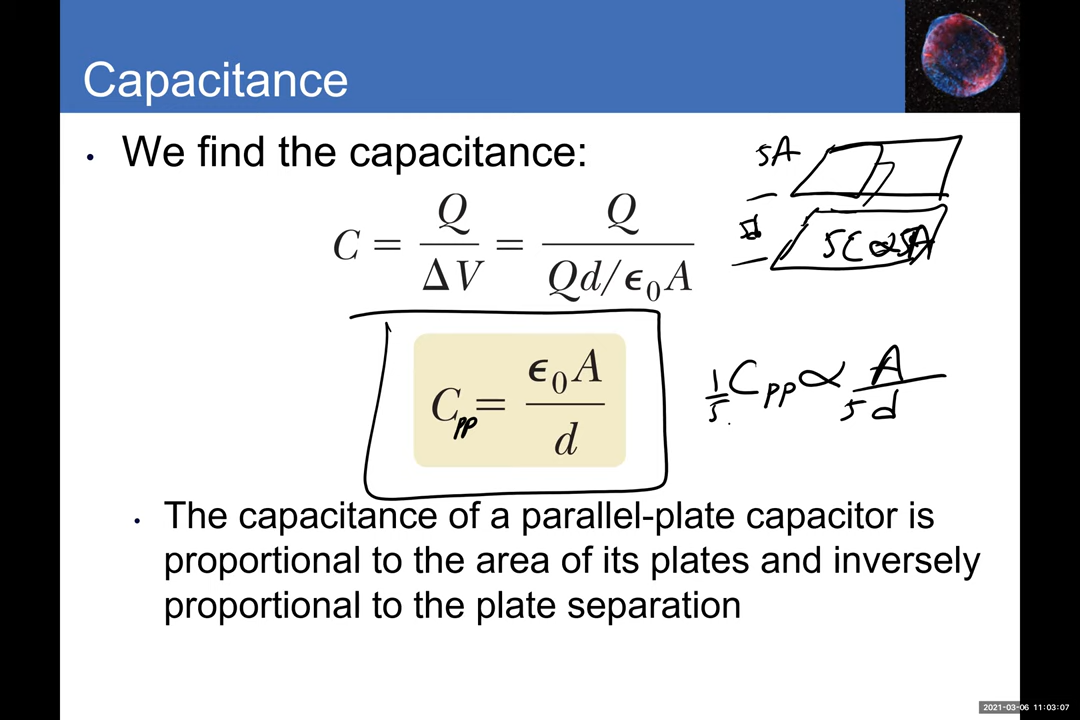 Capacitance
• We find the capacitance:
C = Q / ΔV = Q / Qd/ϵ₀A
C_pp = ϵ₀A / d
5A
d
5C ∝ 5A
1/5 C_pp ∝ A / 5d
• The capacitance of a parallel-plate capacitor is
proportional to the area of its plates and inversely
proportional to the plate separation
2021-03-06 11:03:07